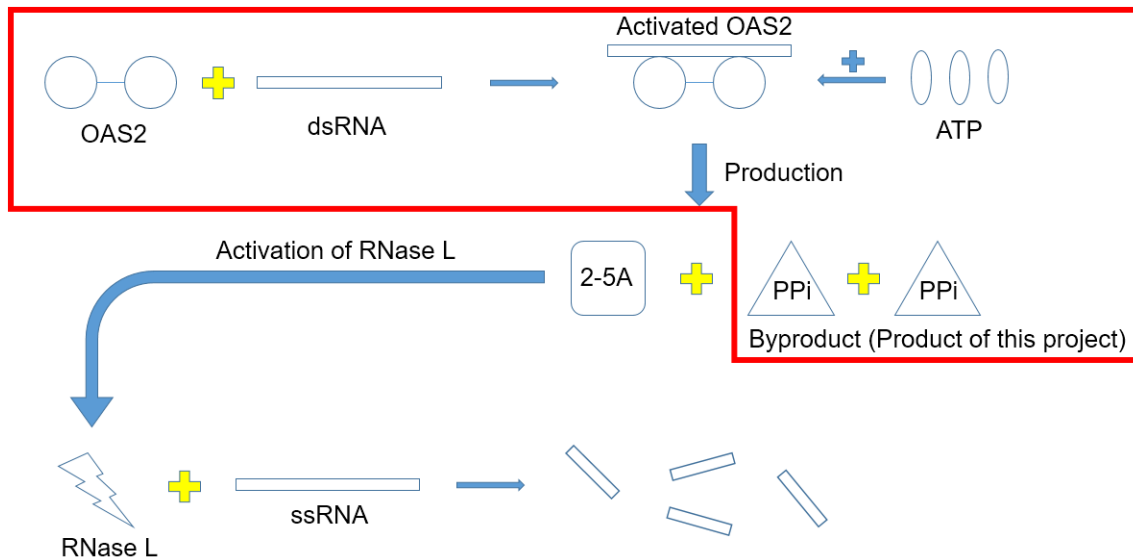 Activated OAS2
OAS2
dsRNA
ATP
Production
Activation of RNase L
2-5A
PPi
PPi
Byproduct (Product of this project)
RNase L
ssRNA